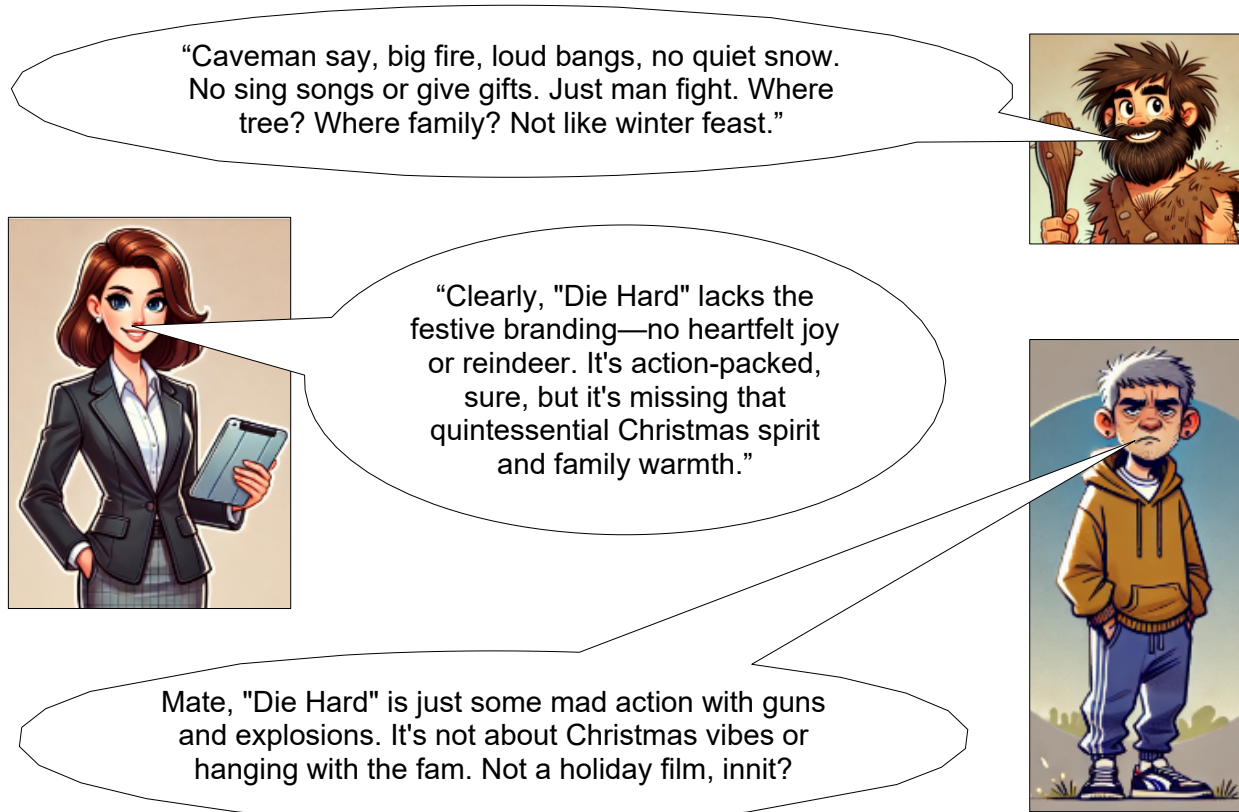 “Caveman say, big fire, loud bangs, no quiet snow.
No sing songs or give gifts. Just man fight. Where
tree? Where family? Not like winter feast.”
“Clearly, "Die Hard" lacks the
festive branding—no heartfelt joy
or reindeer. It's action-packed,
sure, but it's missing that
quintessential Christmas spirit
and family warmth.”
Mate, "Die Hard" is just some mad action with guns
and explosions. It's not about Christmas vibes or
hanging with the fam. Not a holiday film, innit?